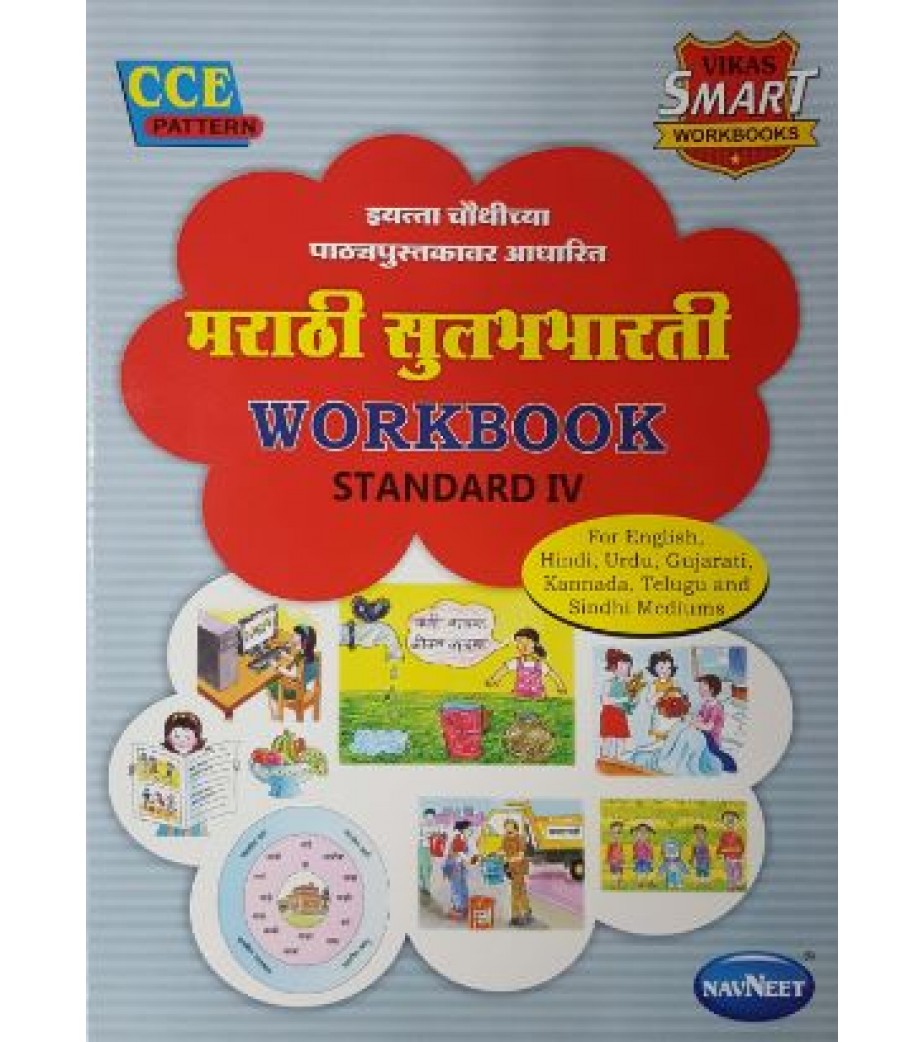 CCE
PATTERN
VIKAS
SMART
WORKBOOKS
इयत्ता चौथीच्या
पाठ्यपुस्तकावर आधारित
मराठी सुलभभारती
WORKBOOK
STANDARD IV
For English,
Hindi, Urdu, Gujarati,
Kannada, Telugu and
Sindhi Mediums
NAVNEET
®